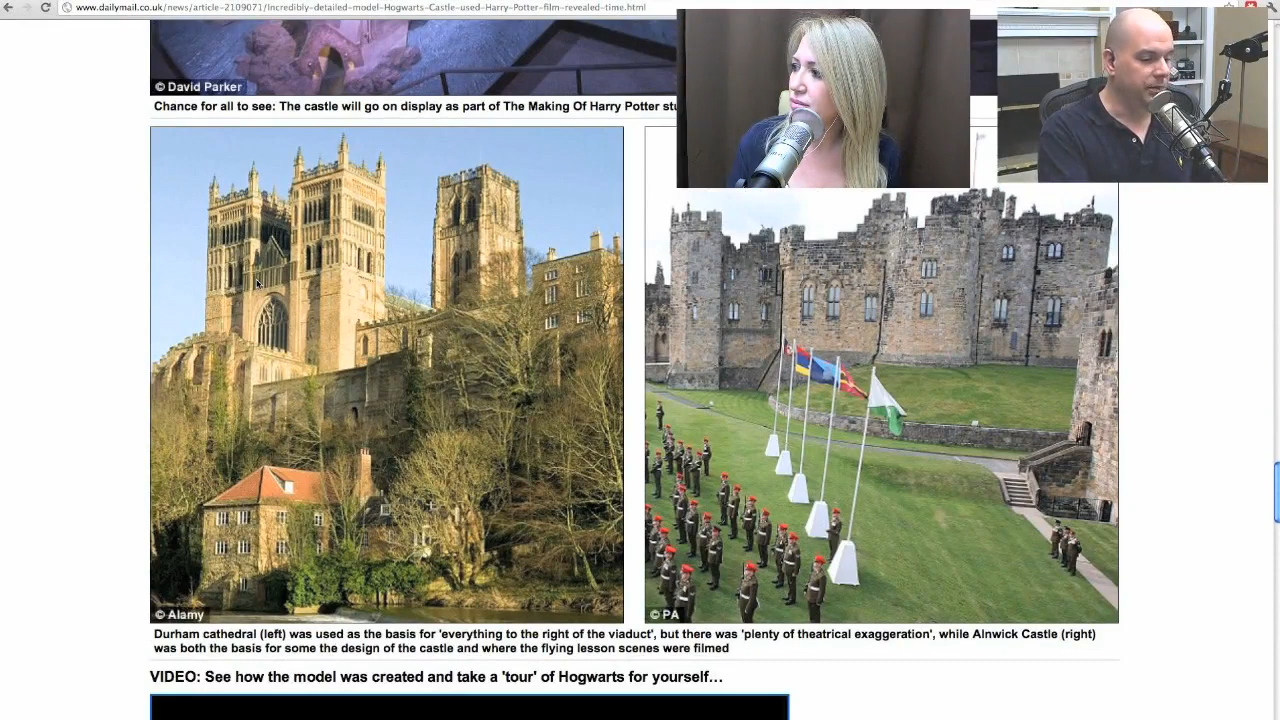 www.dailymail.co.uk/news/article-2109071/Incredibly-detailed-model-Hogwarts-Castle-used-Harry-Potter-film-revealed-time.html
© David Parker
Chance for all to see: The castle will go on display as part of The Making Of Harry Potter
© Alamy
© PA
Durham cathedral (left) was used as the basis for 'everything to the right of the viaduct', but there was 'plenty of theatrical exaggeration', while Alnwick Castle (right)
was both the basis for some the design of the castle and where the flying lesson scenes were filmed
VIDEO: See how the model was created and take a 'tour' of Hogwarts for yourself…